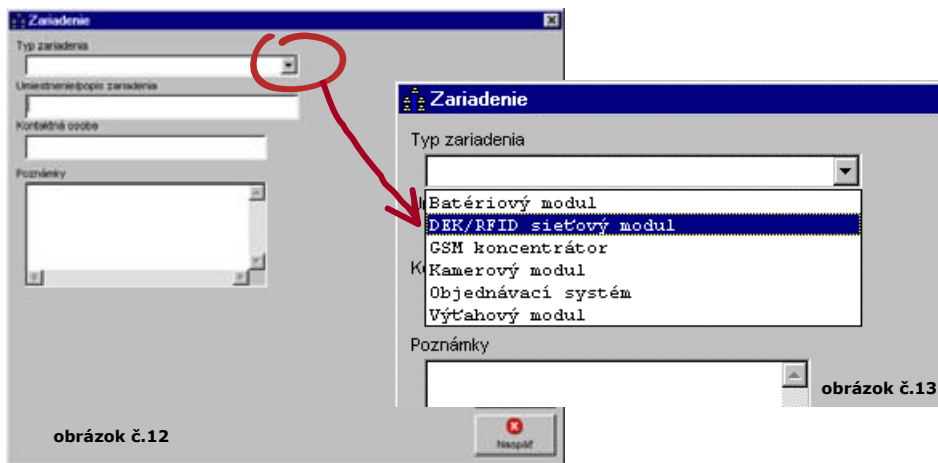 Zariadenie
Typ zariadenia
Umiestnenie/popis zariadenia
Kontaktná osoba
Poznámky
Naspäť
obrázok č.12
Zariadenie
Typ zariadenia
Batériový modul
DEK/RFID sieťový modul
GSM koncentrátor
Kamerový modul
Objednávací systém
Výťahový modul
Poznámky
obrázok č.13